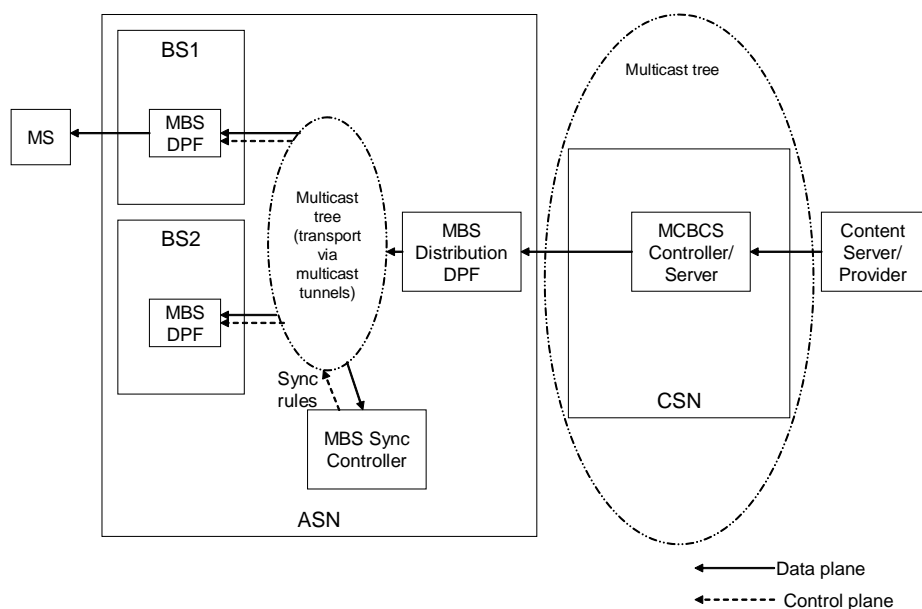 BS1
Multicast tree
MS
MBS
DPF
Multicast
tree
(transport
via
multicast
tunnels)
MBS
Distribution
DPF
MCBCS
Controller/
Server
Content
Server/
Provider
BS2
MBS
DPF
Sync
rules
CSN
MBS Sync
Controller
ASN
Data plane
Control plane